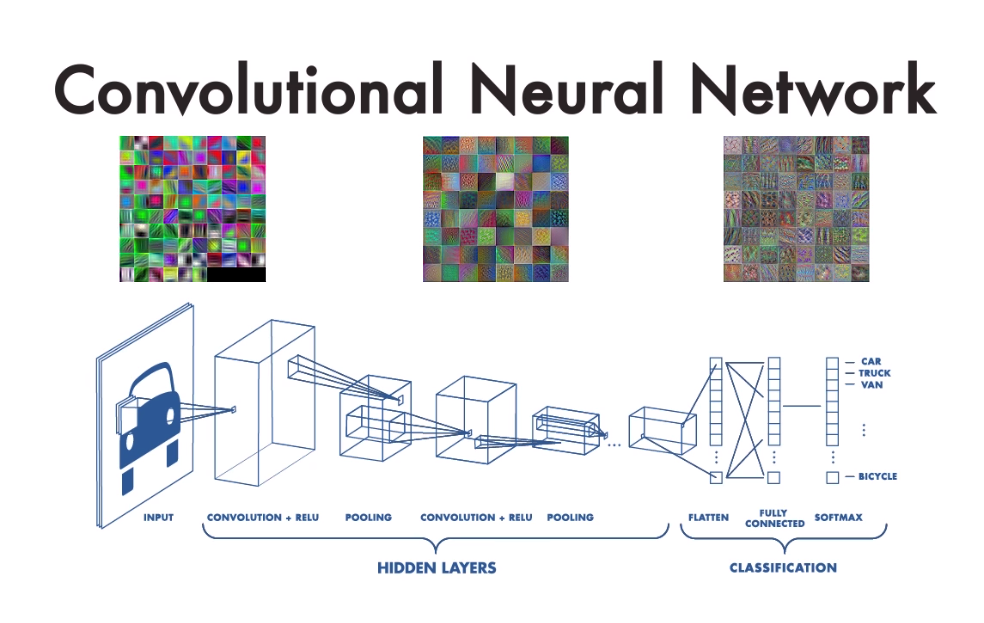 Convolutional Neural Network
CAR
TRUCK
VAN
BICYCLE
INPUT
CONVOLUTION + RELU
POOLING
CONVOLUTION + RELU
POOLING
FLATTEN
FULLY
CONNECTED
SOFTMAX
HIDDEN LAYERS
CLASSIFICATION